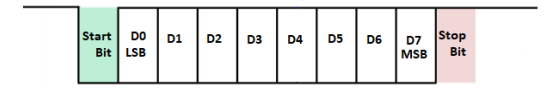 Start Bit
D0 LSB
D1
D2
D3
D4
D5
D6
D7 MSB
Stop Bit